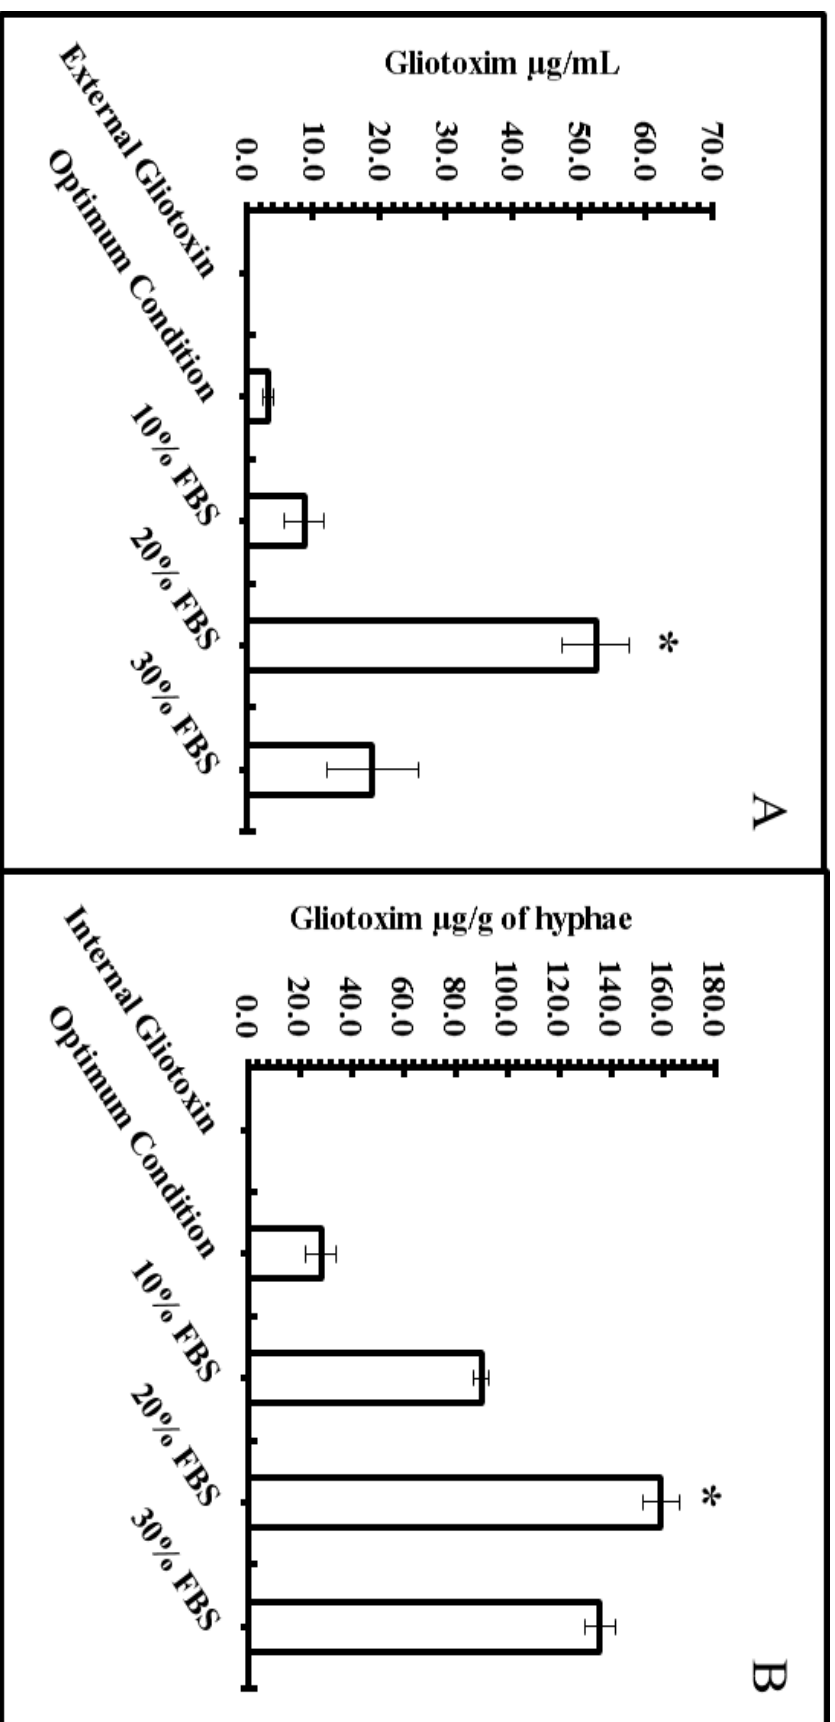 A
Gliotoxim µg/mL
70.0
60.0
50.0
40.0
30.0
20.0
10.0
0.0
*
External Gliotoxin
Optimum Condition
10% FBS
20% FBS
30% FBS
B
Gliotoxim µg/g of hyphae
180.0
160.0
140.0
120.0
100.0
80.0
60.0
40.0
20.0
0.0
*
Internal Gliotoxin
Optimum Condition
10% FBS
20% FBS
30% FBS